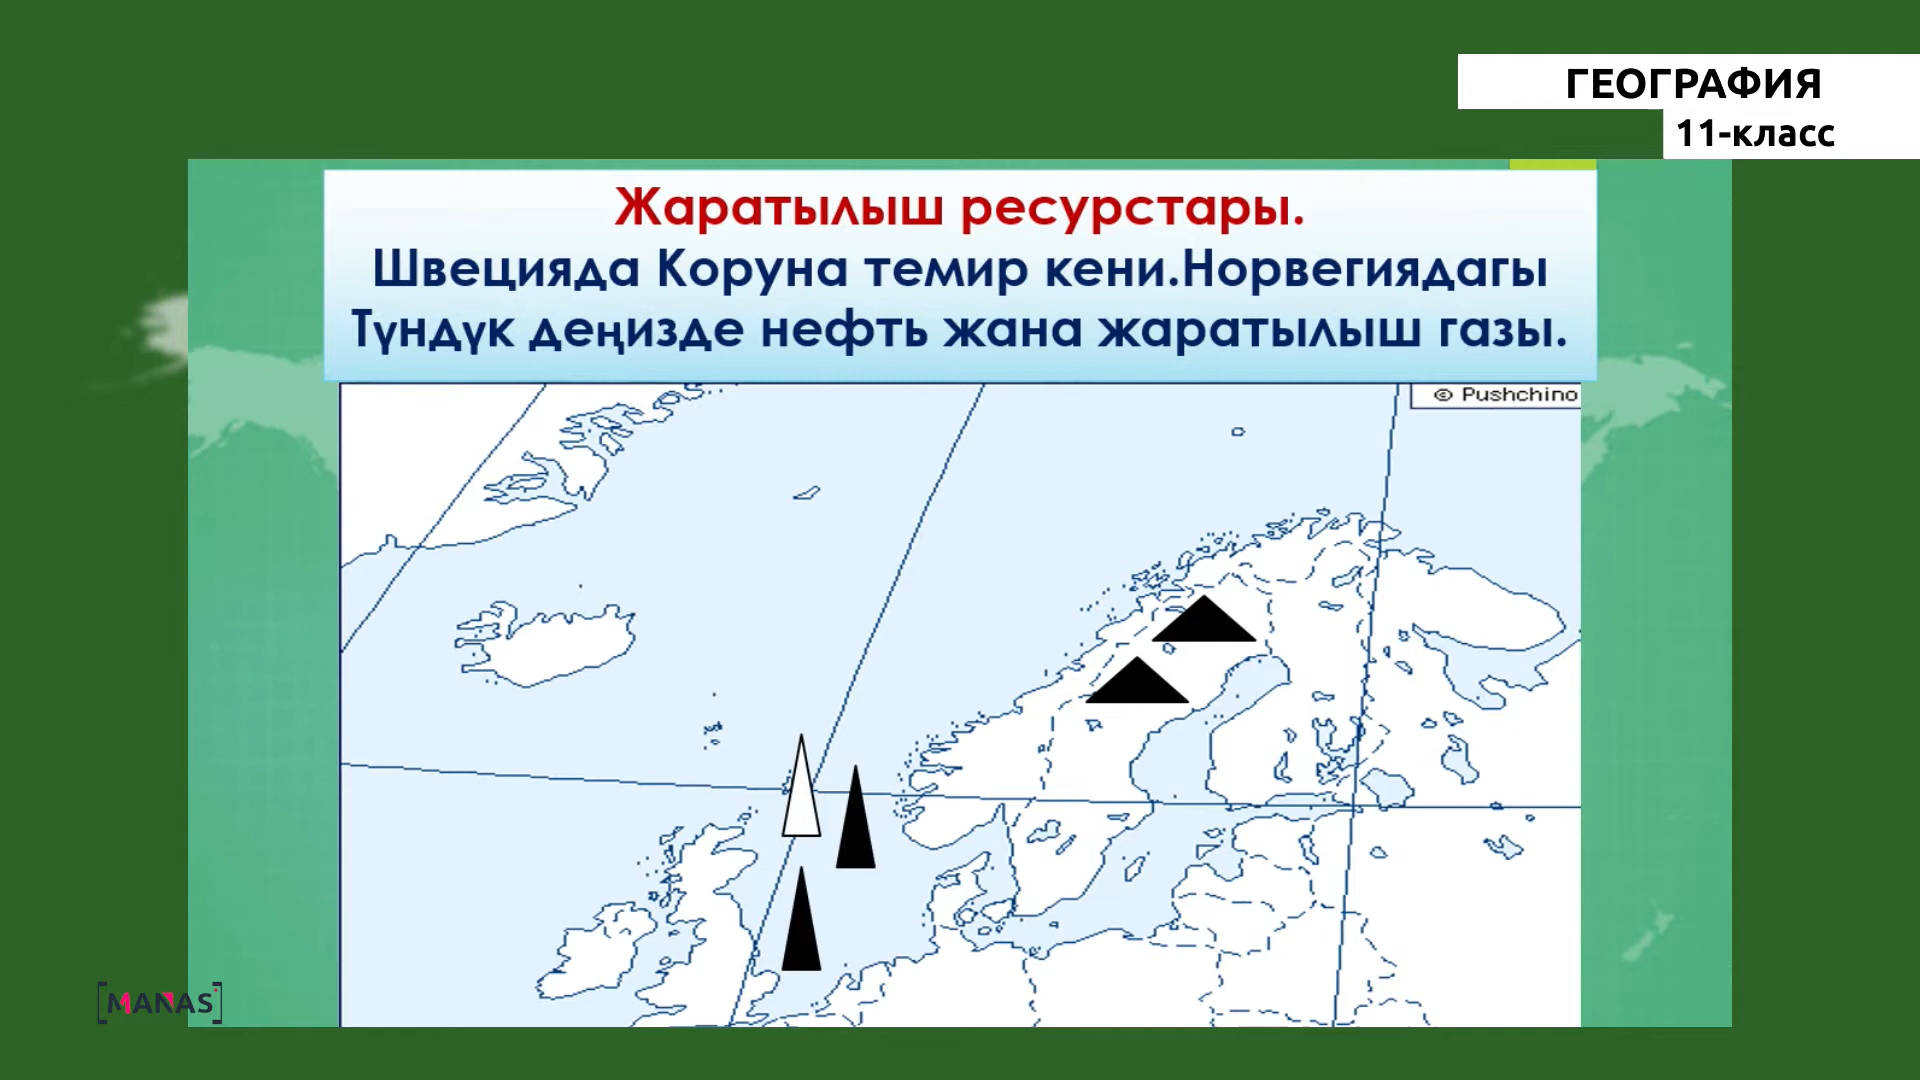 ГЕОГРАФИЯ
11-класс
Жаратылыш ресурстары.
Швецияда Коруна темир кени.Норвегиядагы
Түндүк деңизде нефть жана жаратылыш газы.
© Pushchino
[MANAS]